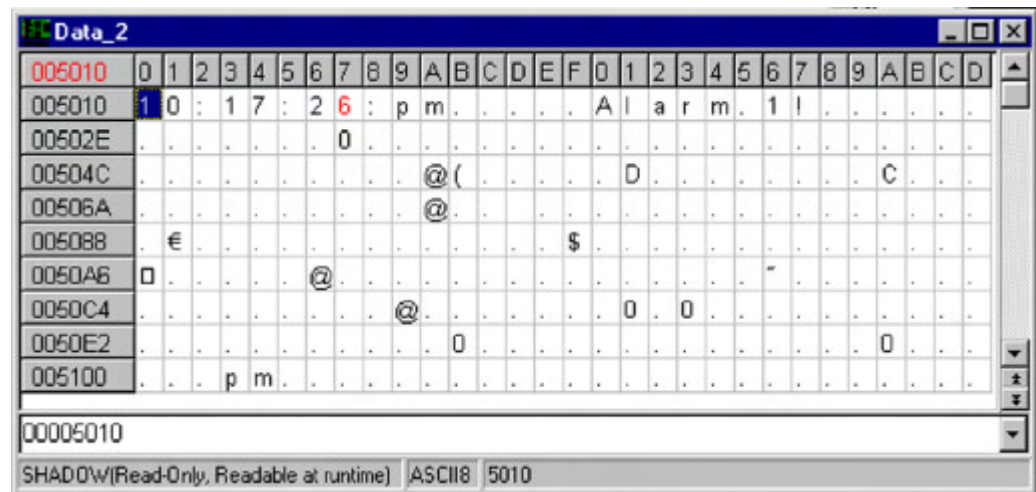 Data_2
005010 0 1 2 3 4 5 6 7 8 9 A B C D E F 0 1 2 3 4 5 6 7 8 9 A B C D
005010 1 0 : 1 7 : 2 6 : p m . . . . . A l a r m . 1 ! . . . . . .
00502E . . . . . . . 0 . . . . . . . . . . . . . . . . . . . . . .
00504C . . . . . . . . . . @ ( . . . . . D . . . . . . . . C . . .
00506A . . . . . . . . . . @ . . . . . . . . . . . . . . . . . . .
005088 . € . . . . . . . . . . . . . $ . . . . . . . . . . . . . .
0050A6 □ . . . . . @ . . . . . . . . . . . . . . . ˜ . . . . . . .
0050C4 . . . . . . . . . @ . . . . . . . 0 . 0 . . . . . . . . . .
0050E2 . . . . . . . . . . . 0 . . . . . . . . . . . . . . 0 . . .
005100 . . . p m . . . . . . . . . . . . . . . . . . . . . . . . .
00005010
SHADOW(Read-Only, Readable at runtime) ASCII8 5010